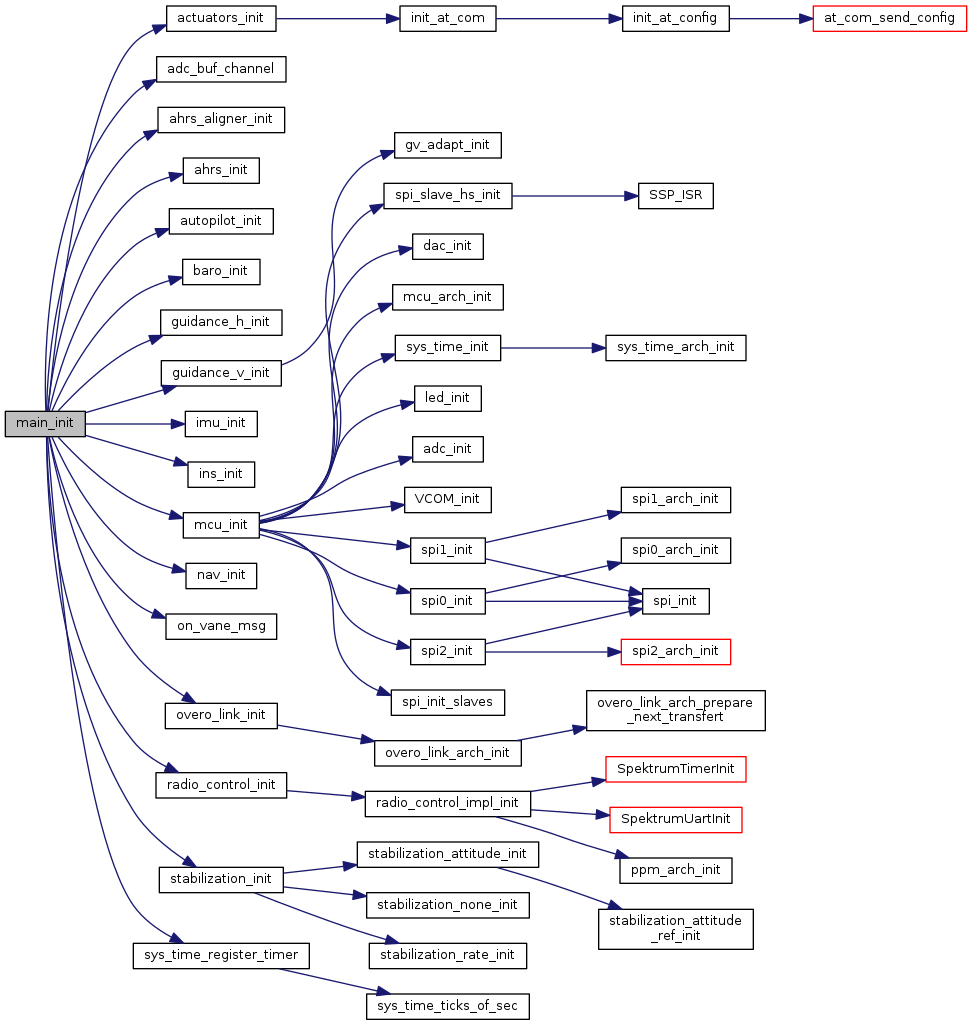 main_init
actuators_init
adc_buf_channel
ahrs_aligner_init
ahrs_init
autopilot_init
baro_init
guidance_h_init
guidance_v_init
imu_init
ins_init
mcu_init
nav_init
on_vane_msg
overo_link_init
radio_control_init
stabilization_init
sys_time_register_timer
init_at_com
gv_adapt_init
spi_slave_hs_init
dac_init
mcu_arch_init
sys_time_init
led_init
adc_init
VCOM_init
spi1_init
spi0_init
spi2_init
spi_init_slaves
overo_link_arch_init
radio_control_impl_init
stabilization_attitude_init
stabilization_none_init
stabilization_rate_init
sys_time_ticks_of_sec
init_at_config
SSP_ISR
sys_time_arch_init
spi1_arch_init
spi0_arch_init
spi_init
spi2_arch_init
overo_link_arch_prepare
_next_transfert
SpektrumTimerInit
SpektrumUartInit
ppm_arch_init
stabilization_attitude
_ref_init
at_com_send_config